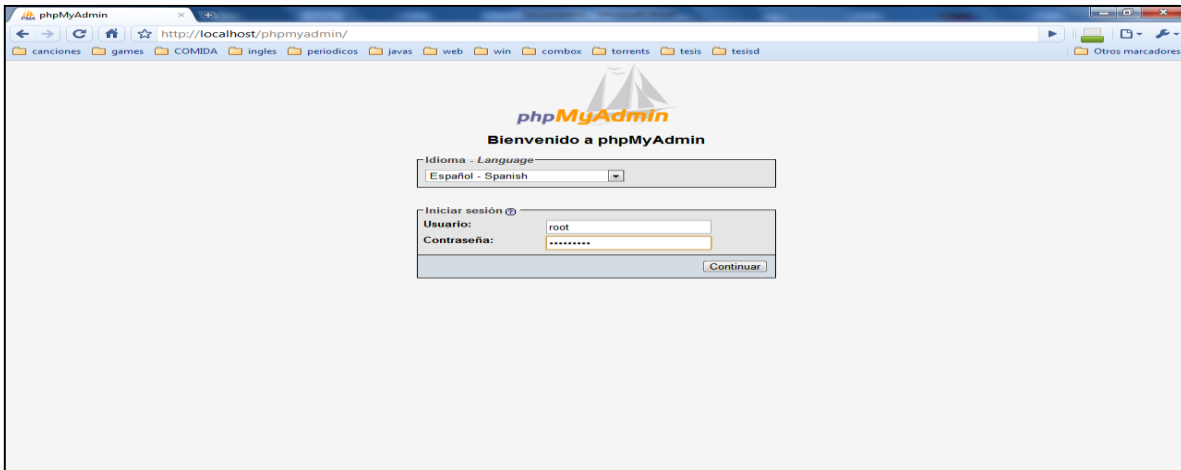 phpMyAdmin
http://localhost/phpmyadmin/
canciones games COMIDA ingles periodicos javas web win combox torrents tesis tesisd Otros marcadores
phpMyAdmin
Bienvenido a phpMyAdmin
Idioma - Language
Español - Spanish
Iniciar sesión
Usuario: root
Contraseña: •••••••••
Continuar